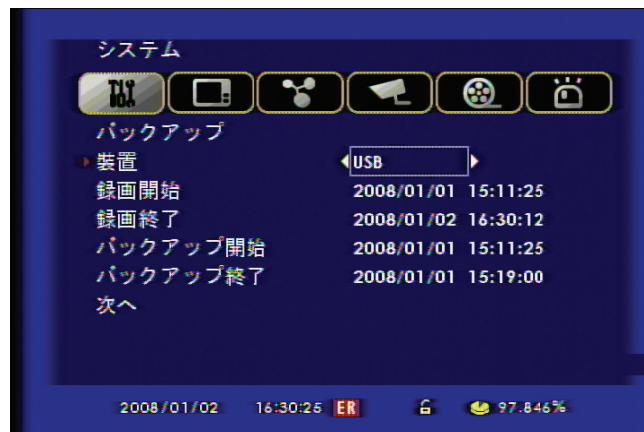 システム
バックアップ
装置 USB
録画開始 2008/01/01 15:11:25
録画終了 2008/01/02 16:30:12
バックアップ開始 2008/01/01 15:11:25
バックアップ終了 2008/01/01 15:19:00
次へ
2008/01/02 16:30:25 ER 97.846%